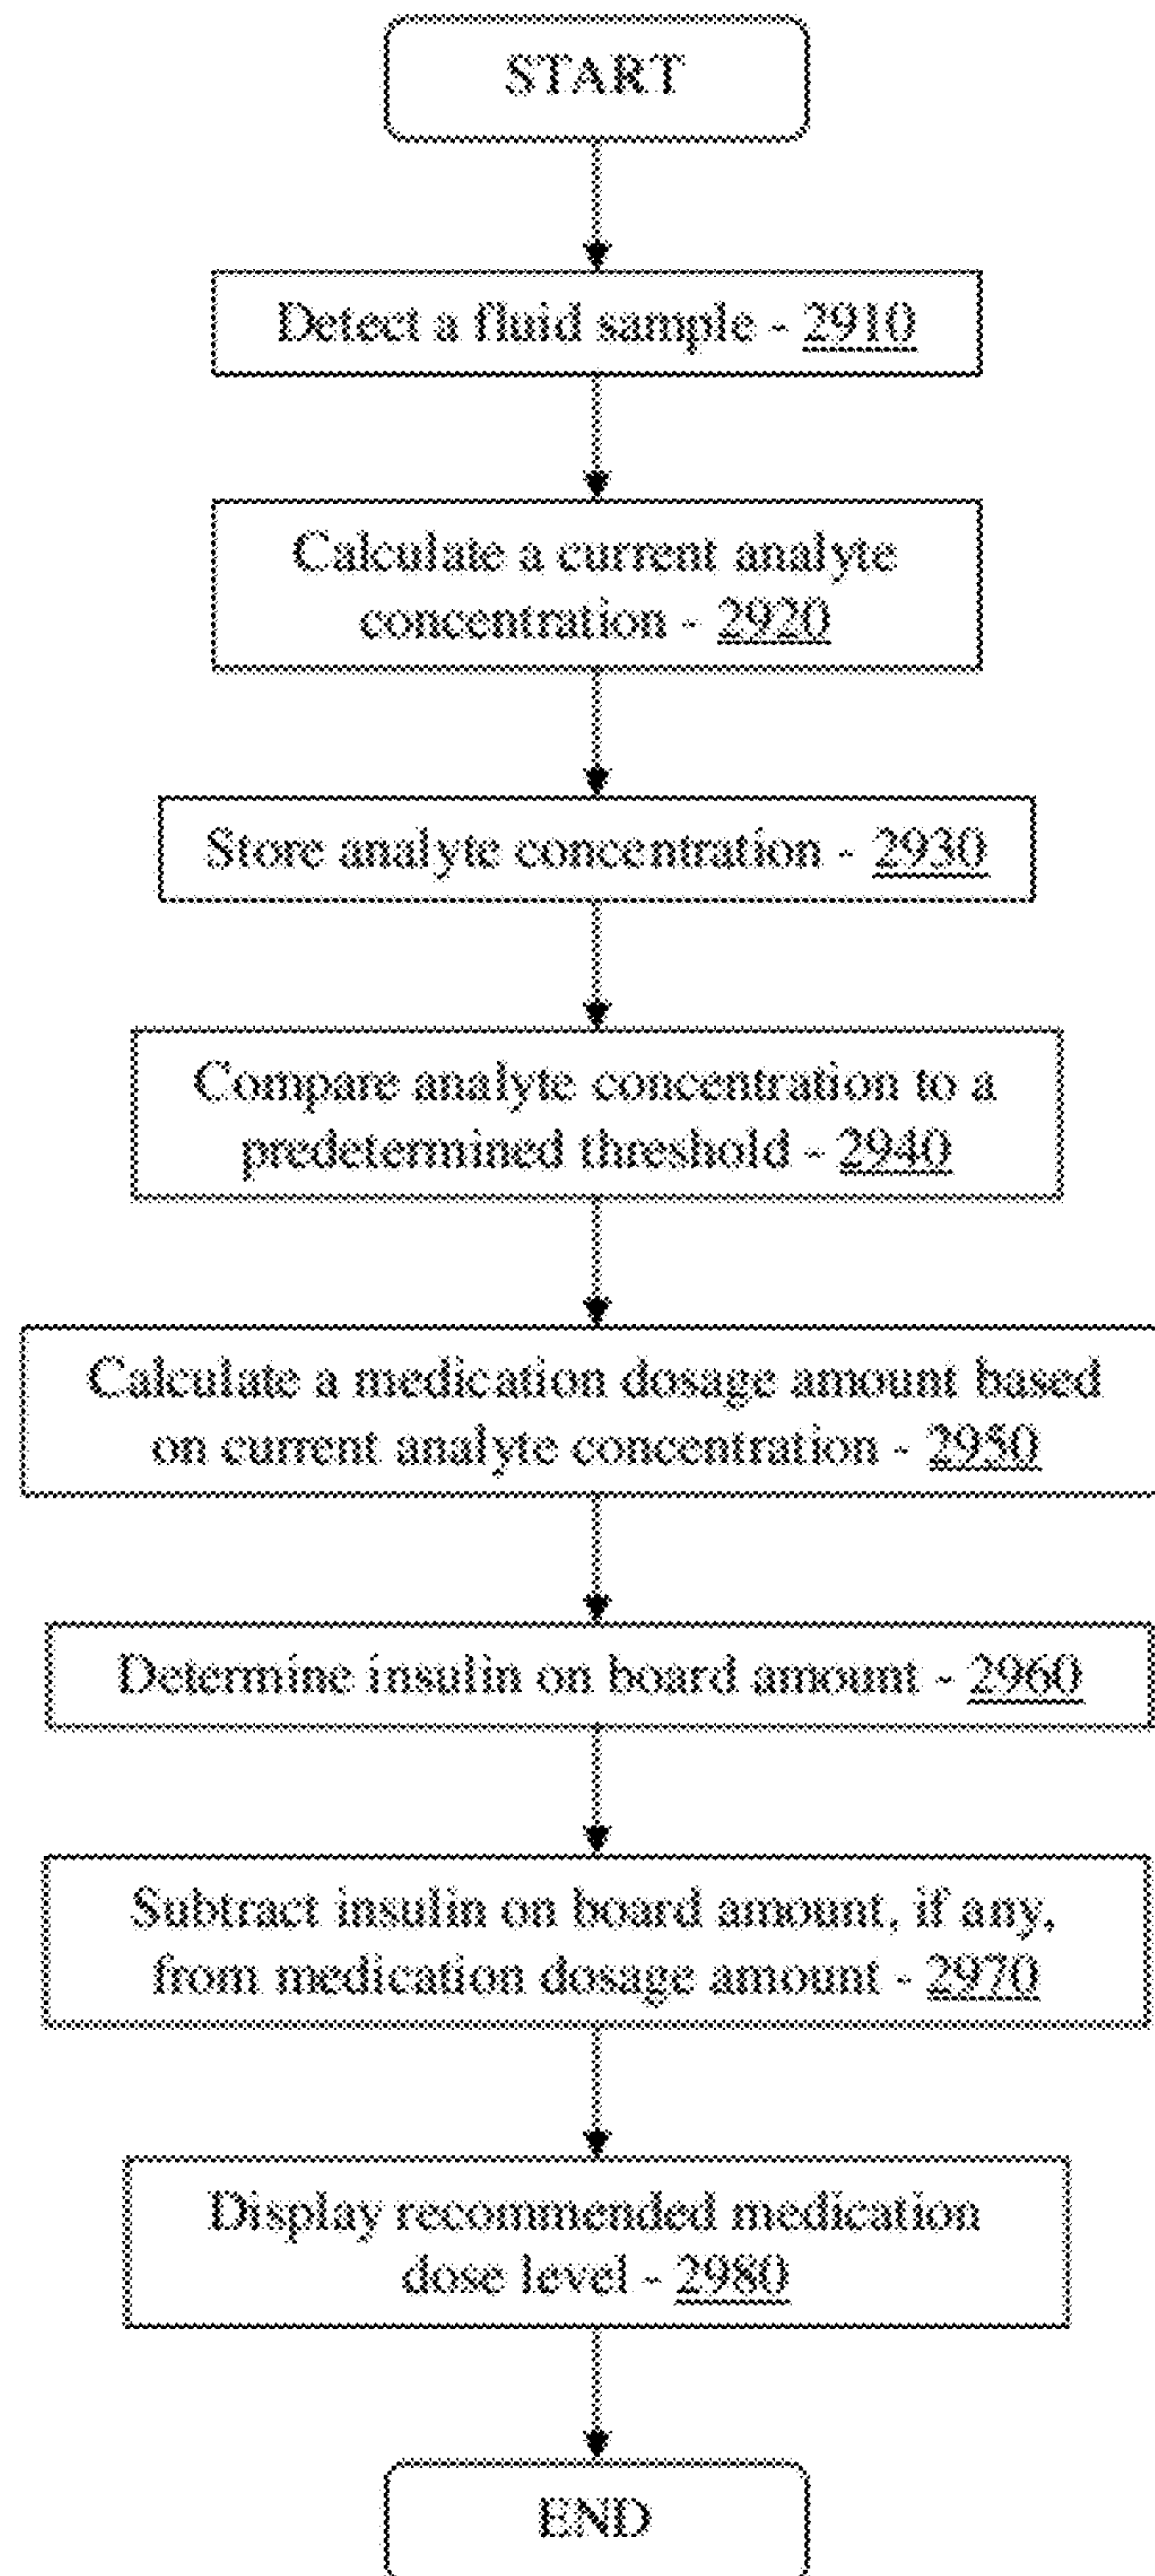 START
Detect a fluid sample - 2910
Calculate a current analyte
concentration - 2920
Store analyte concentration - 2930
Compare analyte concentration to a
predetermined threshold - 2940
Calculate a medication dosage amount based
on current analyte concentration - 2950
Determine insulin on board amount - 2960
Subtract insulin on board amount, if any,
from medication dosage amount - 2970
Display recommended medication
dose level - 2980
END